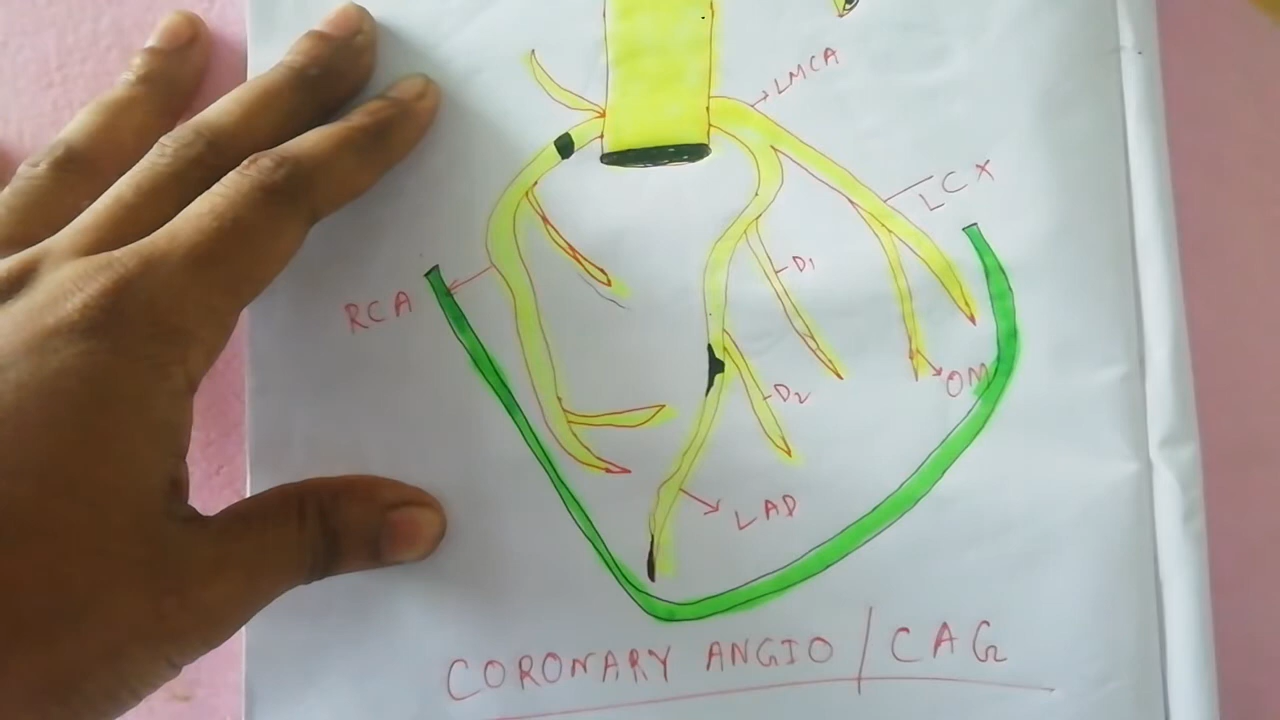 LMCA
LCX
D1
RCA
OM
D2
LAD
CORONARY ANGIO / CAG